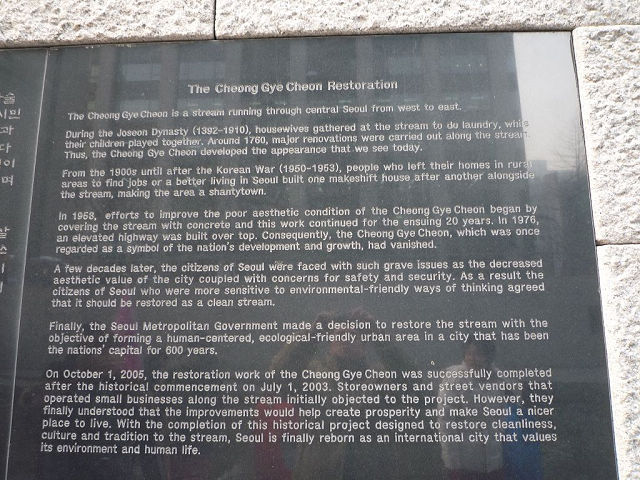 The Cheong Gye Cheon Restoration
The Cheong Gye Cheon is a stream running through central Seoul from west to east.
During the Joseon Dynasty (1392-1910), housewives gathered at the stream to do laundry, while
their children played together. Around 1760, major renovations were carried out along the stream.
Thus, the Cheong Gye Cheon developed the appearance that we see today.
From the 1900s until after the Korean War (1950-1953), people who left their homes in rural
areas to find jobs or a better living in Seoul built one makeshift house after another alongside
the stream, making the area a shantytown.
In 1958, efforts to improve the poor aesthetic condition of the Cheong Gye Cheon began by
covering the stream with concrete and this work continued for the ensuing 20 years. In 1976,
an elevated highway was built over top. Consequently, the Cheong Gye Cheon, which was once
regarded as a symbol of the nation's development and growth, had vanished.
A few decades later, the citizens of Seoul were faced with such grave issues as the decreased
aesthetic value of the city coupled with concerns for safety and security. As a result the
citizens of Seoul who were more sensitive to environmental-friendly ways of thinking agreed
that it should be restored as a clean stream.
Finally, the Seoul Metropolitan Government made a decision to restore the stream with the
objective of forming a human-centered, ecological-friendly urban area in a city that has been
the nations' capital for 600 years.
On October 1, 2005, the restoration work of the Cheong Gye Cheon was successfully completed
after the historical commencement on July 1, 2003. Storeowners and street vendors that
operated small businesses along the stream initially objected to the project. However, they
finally understood that the improvements would help create prosperity and make Seoul a nicer
place to live. With the completion of this historical project designed to restore cleanliness,
culture and tradition to the stream, Seoul is finally reborn as an international city that values
its environment and human life.